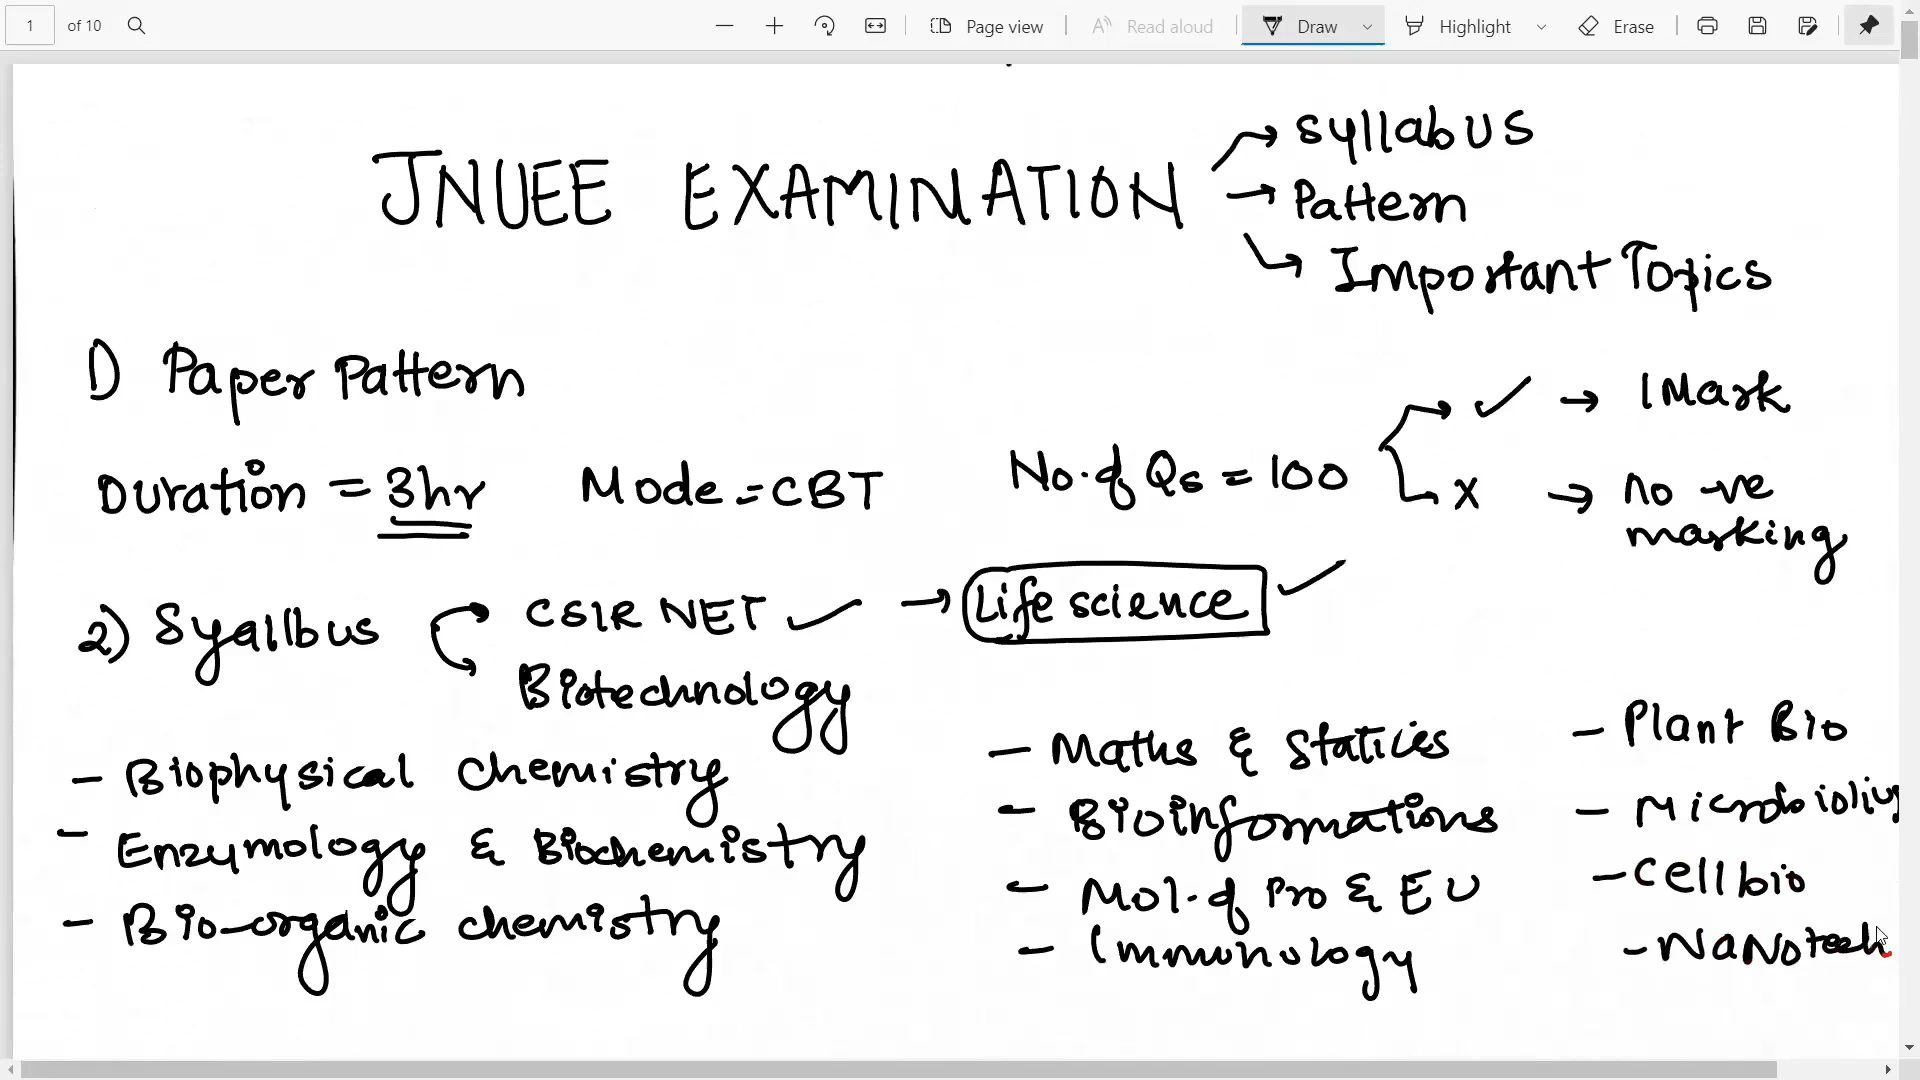 1 of 10 Page view Read aloud Draw Highlight Erase
JNUEE EXAMINATION
Syllabus
Pattern
Important Topics
1) Paper Pattern
Duration = 3hr Mode = CBT No. of Qs = 100
✓ → 1 Mark
x → no -ve
marking
2) Syallbus
CSIR NET ✓ → Life science ✓
Biotechnology
- Biophysical chemistry
- Enzymology & Biochemistry
- Bio-organic chemistry
- Maths & Statices
- Bioinformations
- Mol. of Pro & EU
- Immunology
- Plant Bio
- Cell bio
- NaNotech